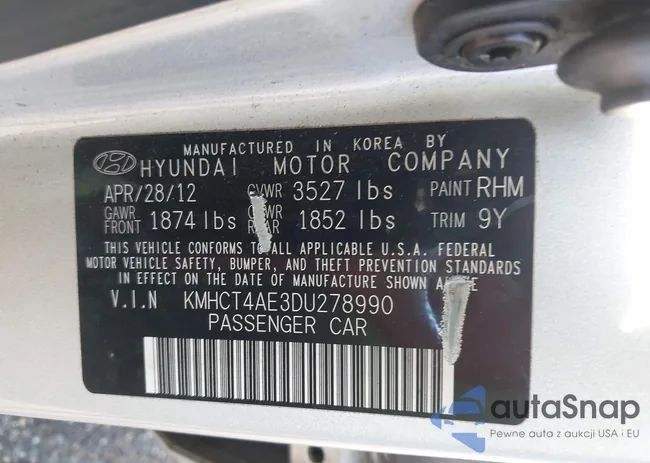 MANUFACTURED IN KOREA BY
HYUNDAI MOTOR COMPANY
APR/28/12 GVWR 3527 lbs PAINT RHM
GAWR FRONT 1874 lbs GAWR REAR 1852 lbs TRIM 9Y
THIS VEHICLE CONFORMS TO ALL APPLICABLE U.S.A. FEDERAL
MOTOR VEHICLE SAFETY, BUMPER, AND THEFT PREVENTION STANDARDS
IN EFFECT ON THE DATE OF MANUFACTURE SHOWN ABOVE
V.I.N KMHCT4AE3DU278990
PASSENGER CAR
autaSnap
Pewne auta z aukcji USA i EU